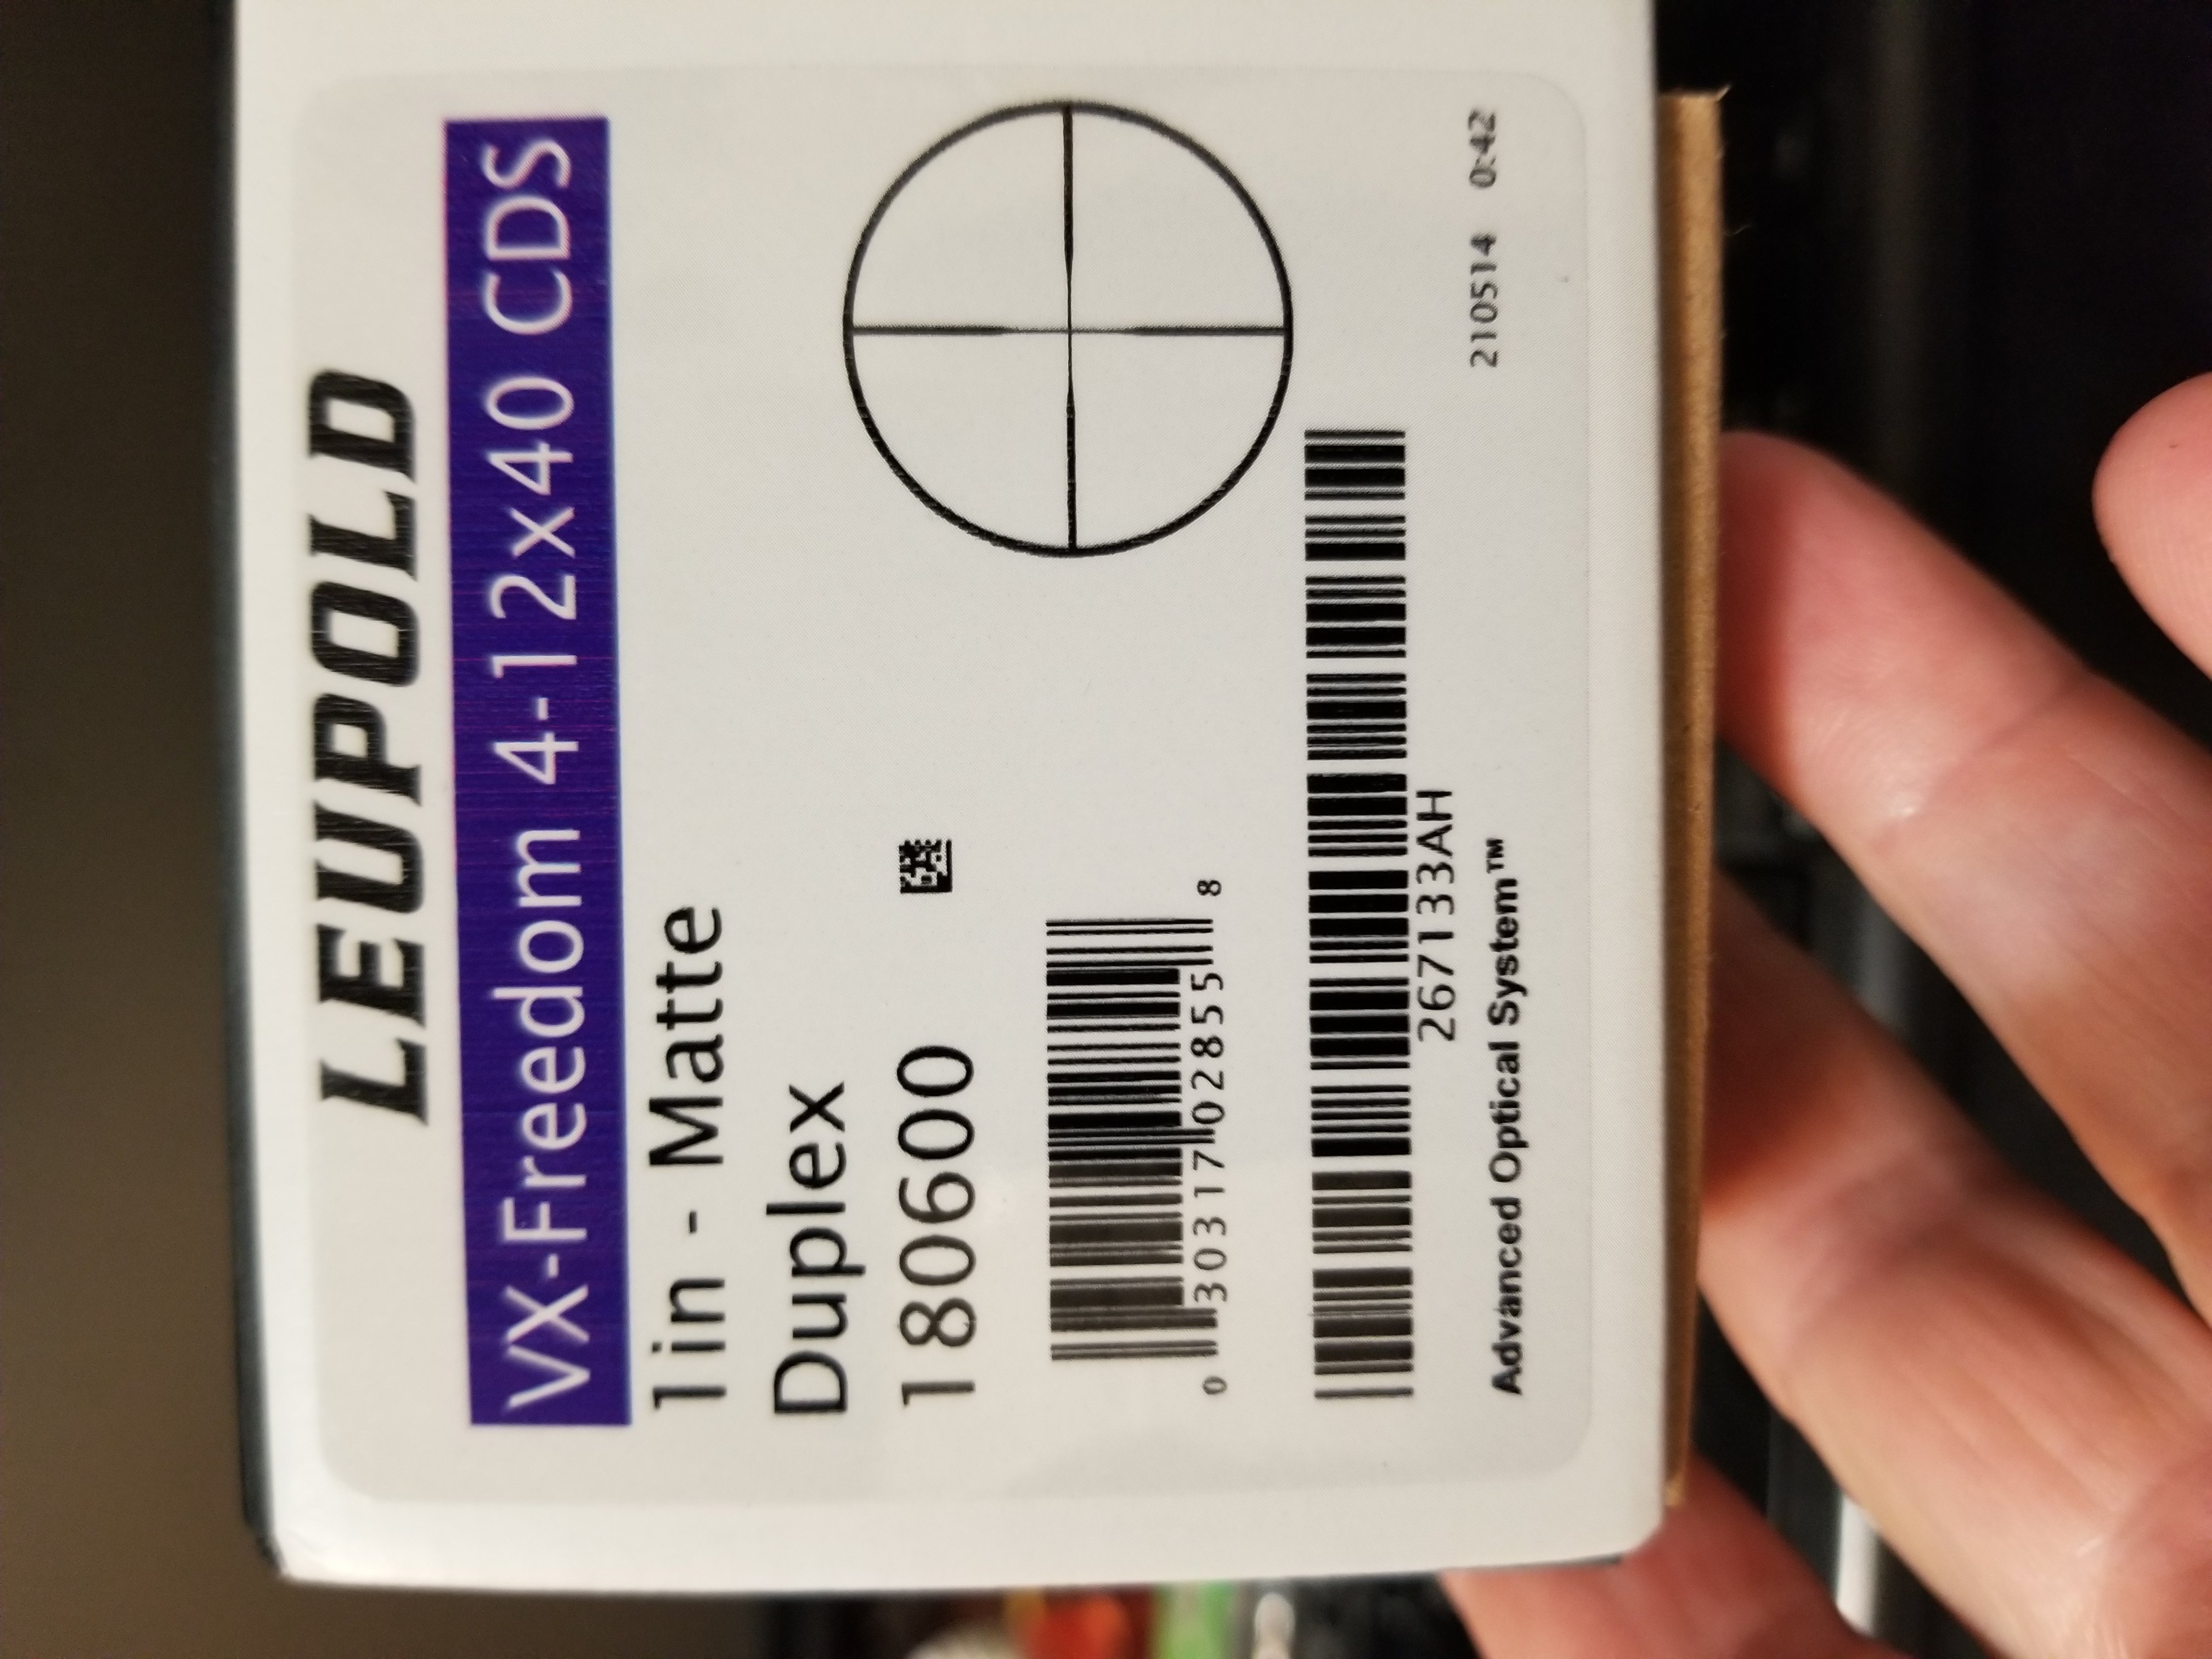 LEUPOLD
VX-Freedom 4-12x40 CDS
1in - Matte
Duplex
180600
0 30317 02855 8
267133AH
Advanced Optical System™
210514 0:42